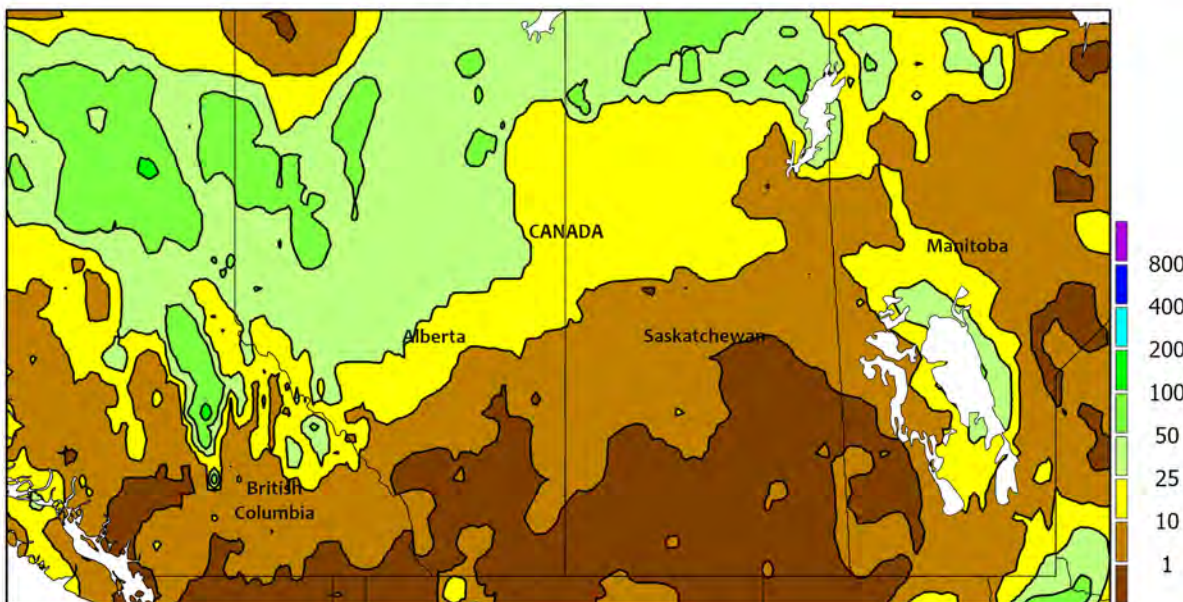 CANADA
Manitoba
Alberta
Saskatchewan
British
Columbia
800
400
200
100
50
25
10
1